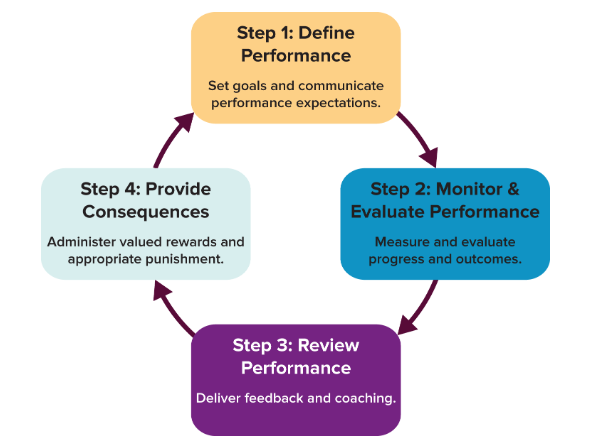 Step 1: Define
Performance
Set goals and communicate
performance expectations.
Step 2: Monitor &
Evaluate Performance
Measure and evaluate
progress and outcomes.
Step 3: Review
Performance
Deliver feedback and coaching.
Step 4: Provide
Consequences
Administer valued rewards and
appropriate punishment.